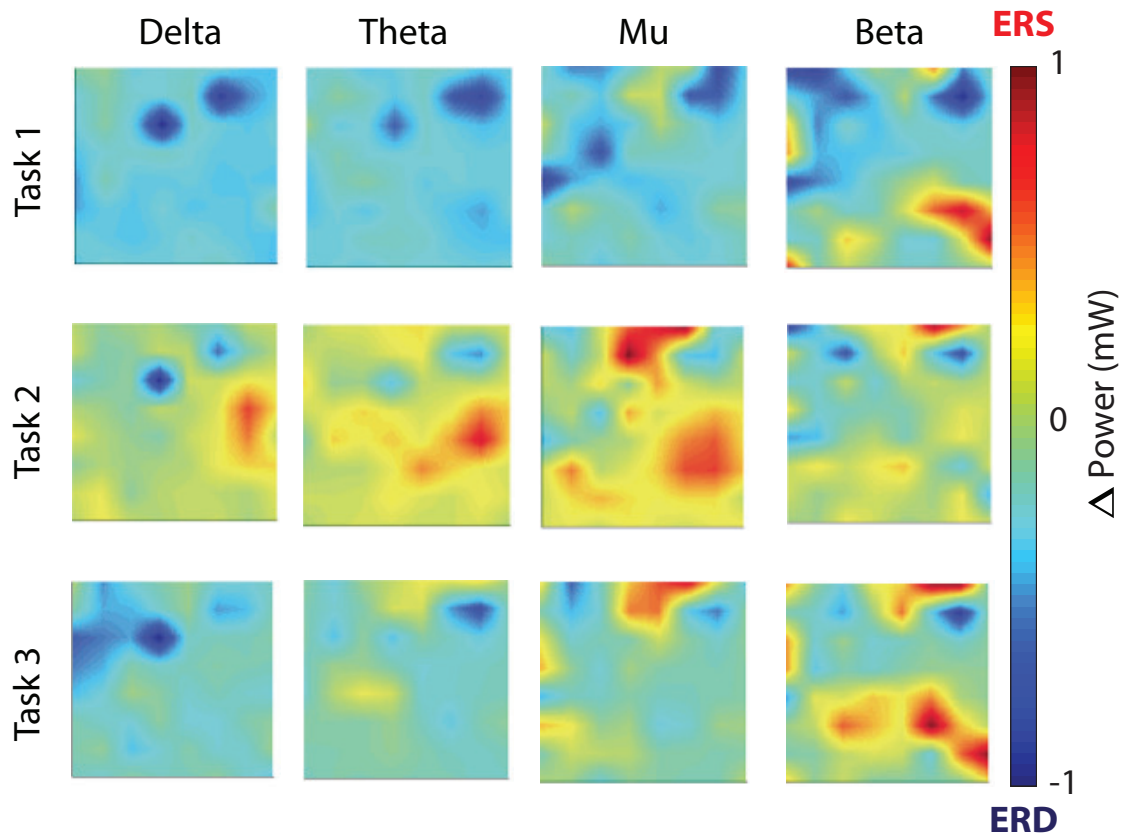 Delta Theta Mu Beta ERS
1
Task 1
Task 2
0
Δ Power (mW)
Task 3
-1
ERD